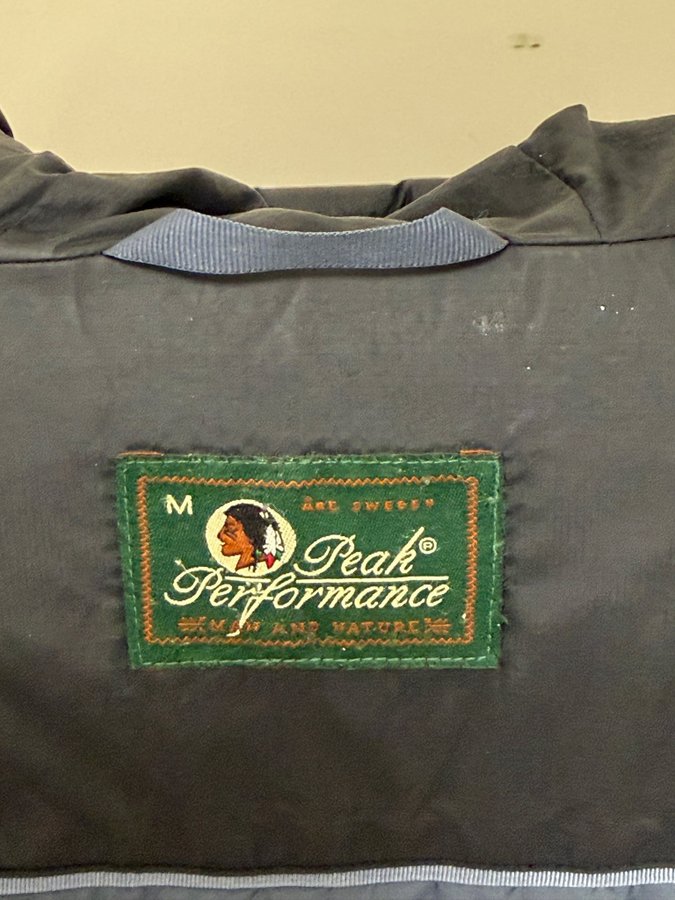 M
ÅRE SWEDEN
Peak®
Performance
MAN AND NATURE